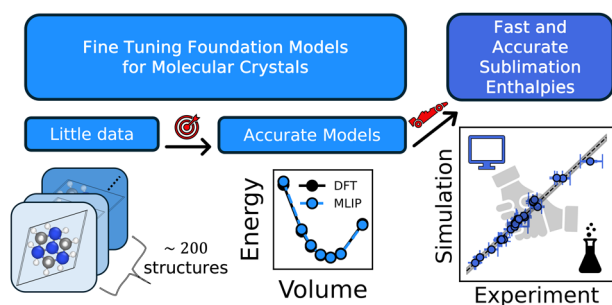 Fine Tuning Foundation Models
for Molecular Crystals
Fast and
Accurate
Sublimation
Enthalpies
Little data
Accurate Models
~ 200
structures
Energy
Volume
DFT
MLIP
Simulation
Experiment